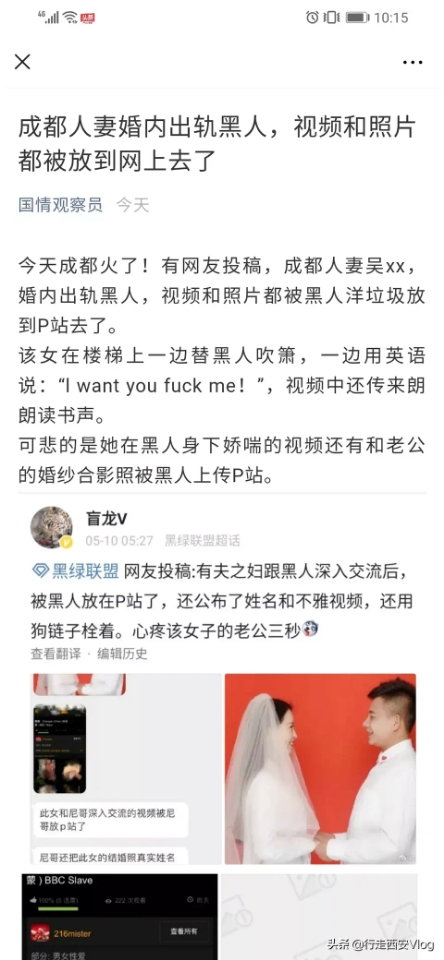 4G
头条
10:15
成都人妻婚内出轨黑人，视频和照片
都被放到网上去了
国情观察员 今天
今天成都火了！有网友投稿，成都人妻吴xx，
婚内出轨黑人，视频和照片都被黑人洋垃圾放
到P站去了。
该女在楼梯上一边替黑人吹箫，一边用英语
说：“I want you fuck me！”，视频中还传来朗
朗读书声。
可悲的是她在黑人身下娇喘的视频还有和老公
的婚纱合影照被黑人上传P站。
盲龙V
05-10 05:27 黑绿联盟超话
黑绿联盟 网友投稿:有夫之妇跟黑人深入交流后，
被黑人放在P站了，还公布了姓名和不雅视频，还用
狗链子栓着。心疼该女子的老公三秒
查看翻译 · 编辑历史
此女和尼哥深入交流的视频被尼
哥放p站了
尼哥还把此女的结婚照真实姓名
蒙 ) BBC Slave
100%
216mister
查看所有
部分: 男女性爱
头条 @行走西安Vlog